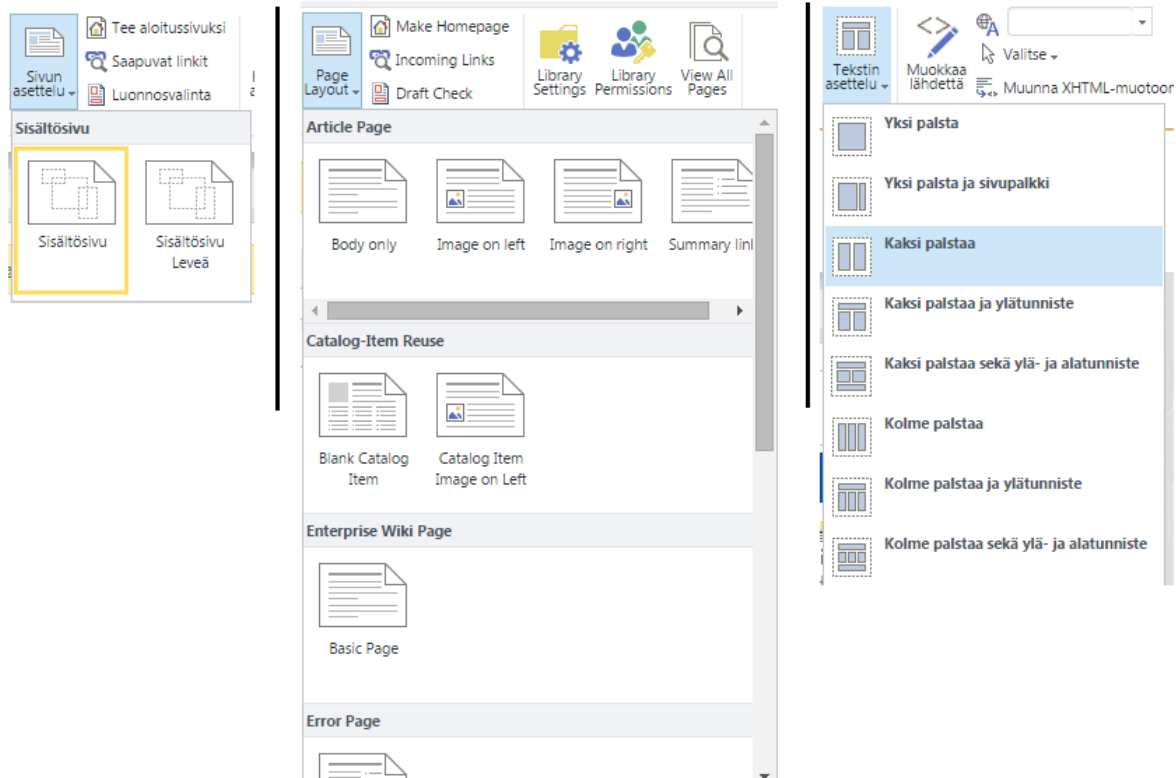 Sivun
asettelu
Tee aloitussivuksi
Saapuvat linkit
Luonnosvalinta
Sisältösivu
Sisältösivu
Sisältösivu
Leveä
Page
Layout
Make Homepage
Incoming Links
Draft Check
Library
Settings
Library
Permissions
View All
Pages
Article Page
Body only
Image on left
Image on right
Summary linl
Catalog-Item Reuse
Blank Catalog
Item
Catalog Item
Image on Left
Enterprise Wiki Page
Basic Page
Error Page
Tekstin
asettelu
Muokkaa
lähdettä
Valitse
Muunna XHTML-muotoon
Yksi palsta
Yksi palsta ja sivupalkki
Kaksi palstaa
Kaksi palstaa ja ylätunniste
Kaksi palstaa sekä ylä- ja alatunniste
Kolme palstaa
Kolme palstaa ja ylätunniste
Kolme palstaa sekä ylä- ja alatunniste